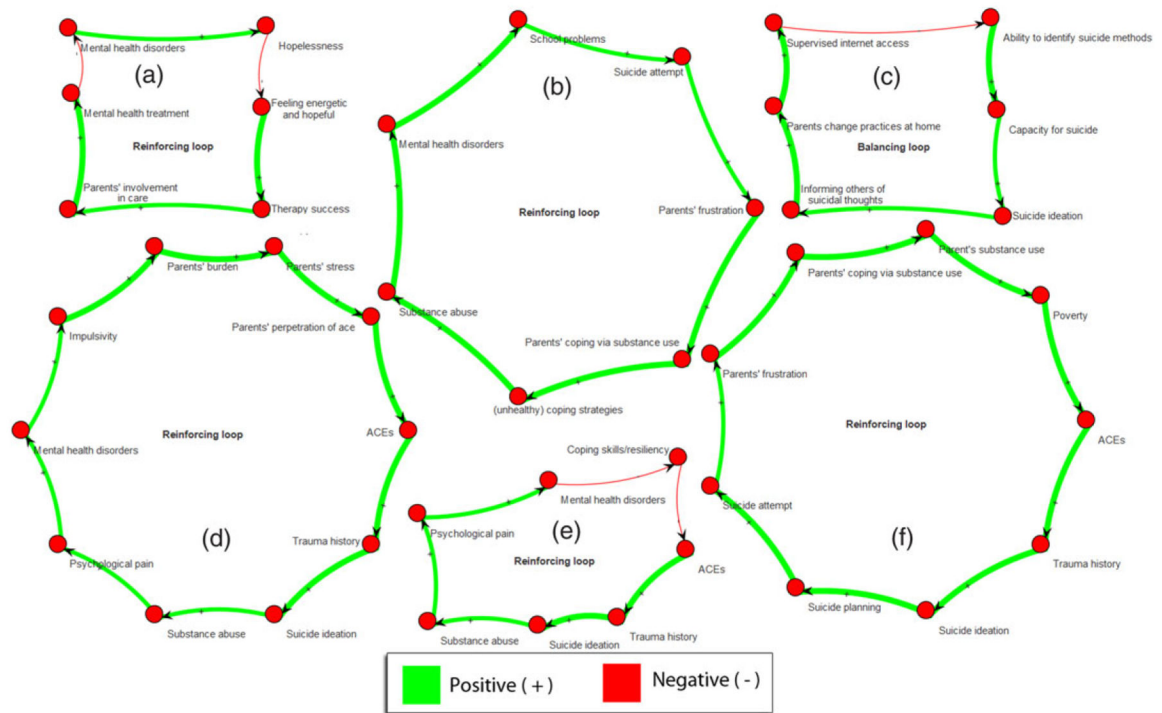 Mental health disorders
Hopelessness
(a)
Mental health treatment
Feeling energetic
and hopeful
Reinforcing loop
Parents' involvement
in care
Therapy success
School problems
(b)
Suicide attempt
Mental health disorders
Reinforcing loop
Parents' frustration
Substance abuse
Parents' coping via substance use
(unhealthy) coping strategies
Supervised internet access
Ability to identify suicide methods
(c)
Parents change practices at home
Capacity for suicide
Balancing loop
Informing others of
suicidal thoughts
Suicide ideation
Parents' burden
Parents' stress
Impulsivity
Parents' perpetration of ace
Reinforcing loop
ACEs
Mental health disorders
(d)
Trauma history
Psychological pain
Substance abuse
Suicide ideation
Coping skills/resiliency
Mental health disorders
Psychological pain
(e)
Reinforcing loop
ACEs
Substance abuse
Suicide ideation
Trauma history
Parent's substance use
Parents' coping via substance use
Poverty
Parents' frustration
Reinforcing loop
ACEs
Suicide attempt
(f)
Trauma history
Suicide planning
Suicide ideation
Positive (+)
Negative (-)